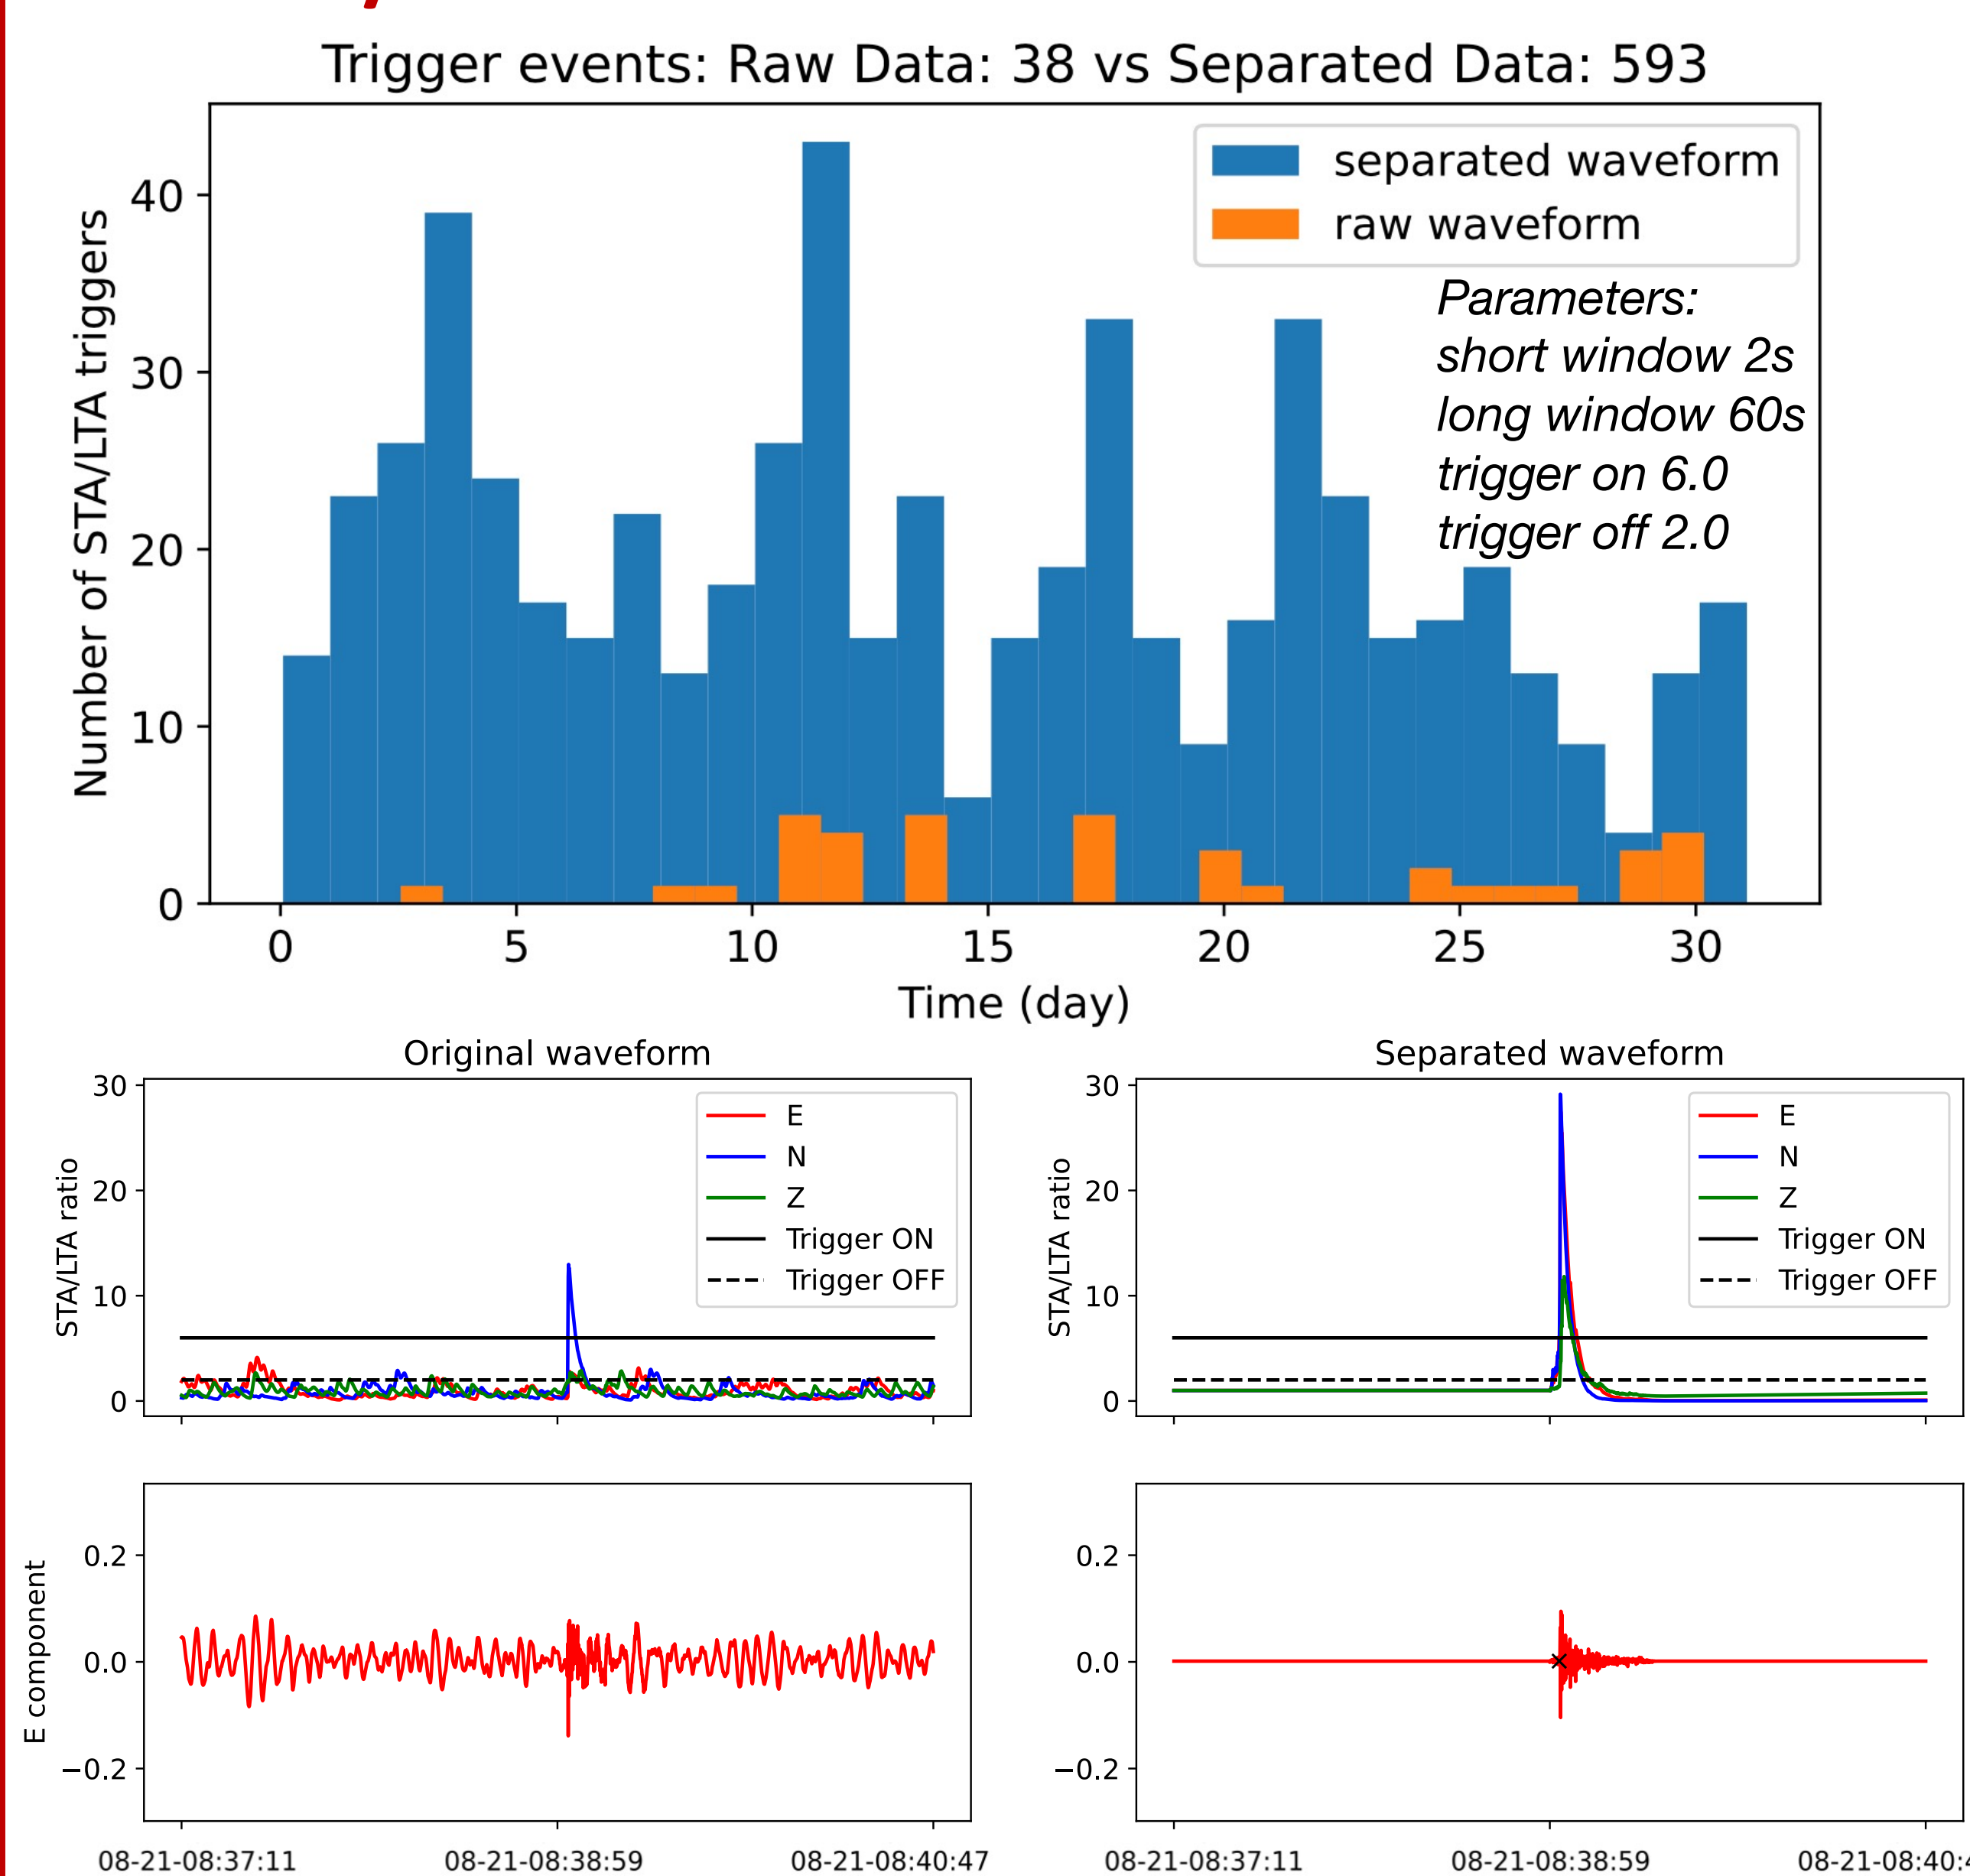 Trigger events: Raw Data: 38 vs Separated Data: 593
Number of STA/LTA triggers
40
30
20
10
0
separated waveform
raw waveform
Parameters:
short window 2s
long window 60s
trigger on 6.0
trigger off 2.0
0 5 10 15 20 25 30
Time (day)
Original waveform
STA/LTA ratio
30
20
10
0
E
N
Z
Trigger ON
Trigger OFF
Separated waveform
STA/LTA ratio
30
20
10
0
E
N
Z
Trigger ON
Trigger OFF
E component
0.2
0.0
−0.2
08-21-08:37:11 08-21-08:38:59 08-21-08:40:47
0.2
0.0
−0.2
08-21-08:37:11 08-21-08:38:59